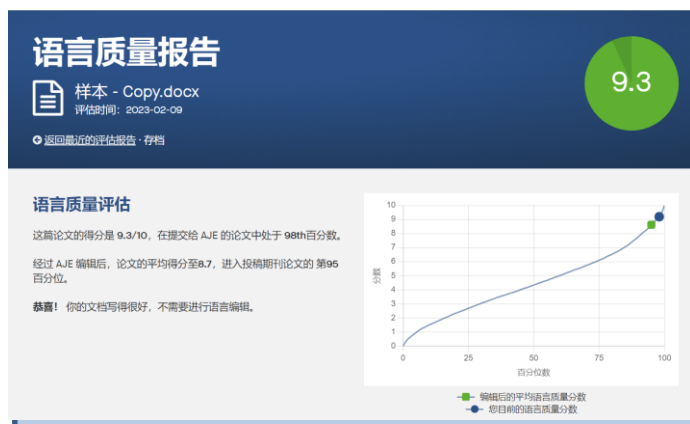 语言质量报告
样本 - Copy.docx
评估时间：2023-02-09
返回最近的评估报告 · 存档
9.3
语言质量评估
这篇论文的得分是 9.3/10，在提交给 AJE 的论文中处于 98th百分数。
经过 AJE 编辑后，论文的平均得分至8.7，进入投稿期刊论文的 第95
百分位。
恭喜！ 你的文档写得很好，不需要进行语言编辑。
10
9
8
7
6
5
4
3
2
1
0
分数
0 25 50 75 100
百分位数
编辑后的平均语言质量分数
您目前的语言质量分数